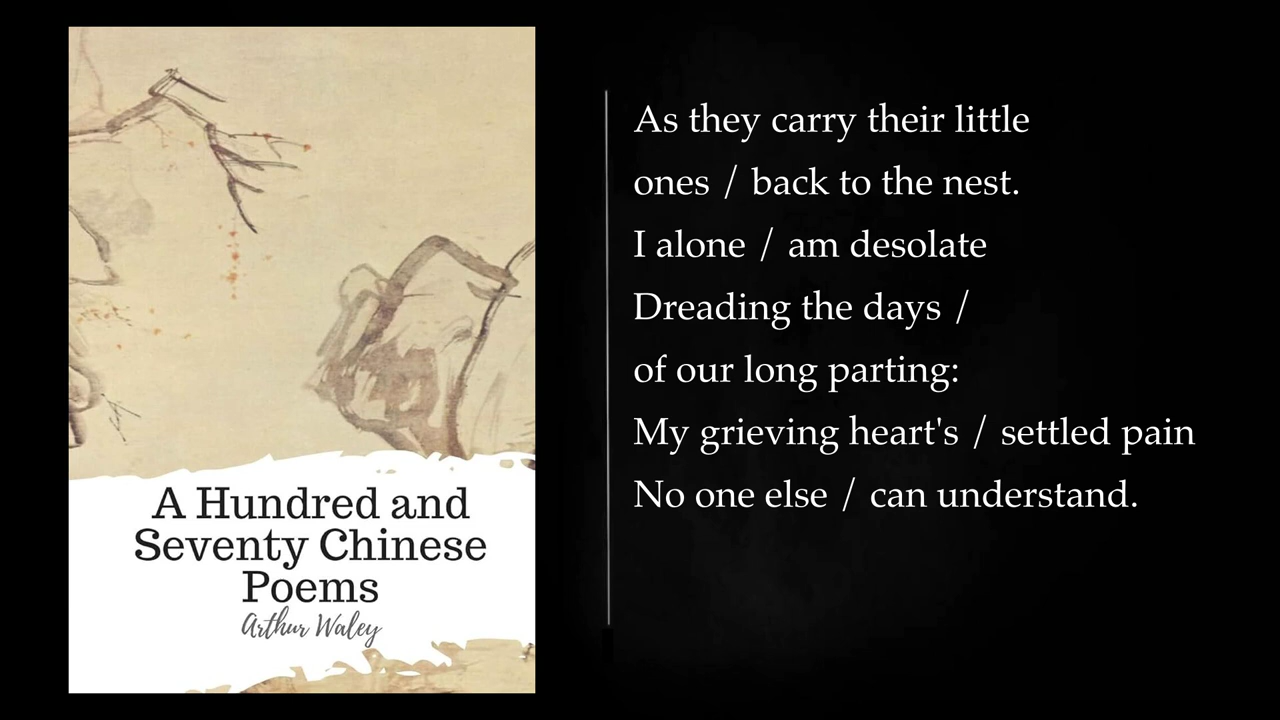 A Hundred and
Seventy Chinese
Poems
Arthur Waley
As they carry their little
ones / back to the nest.
I alone / am desolate
Dreading the days /
of our long parting:
My grieving heart's / settled pain
No one else / can understand.